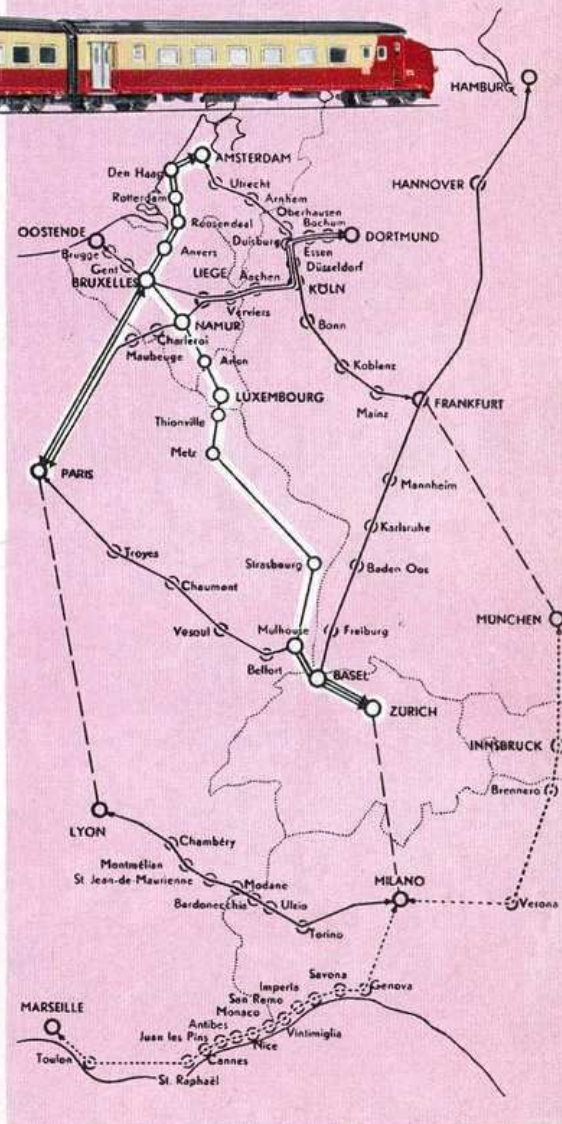 HAMBURG
AMSTERDAM
Den Haag
Utrecht
HANNOVER
Rotterdam
Arnhem
Oberhausen
Roosendaal
Bochum
OOSTENDE
Duisburg
DORTMUND
Brugge
Anvers
Essen
Gent
LIEGE
Aachen
Düsseldorf
BRUXELLES
KÖLN
Verviers
NAMUR
Bonn
Charleroi
Maubeuge
Arlon
Koblenz
LUXEMBOURG
Mainz
FRANKFURT
Thionville
Metz
PARIS
Mannheim
Karlsruhe
Troyes
Strasbourg
Baden Oos
Chaumont
MÜNCHEN
Vesoul
Mulhouse
Freiburg
Belfort
BASEL
ZÜRICH
INNSBRUCK
Brennero
LYON
Chambéry
Montmélian
St. Jean-de-Maurienne
Modane
MILANO
Bardonecchia
Ulzio
Verona
Torino
Savona
Genova
Imperia
San Remo
MARSEILLE
Monaco
Antibes
Vintimiglia
Juan les Pins
Nice
Toulon
Cannes
St. Raphaël